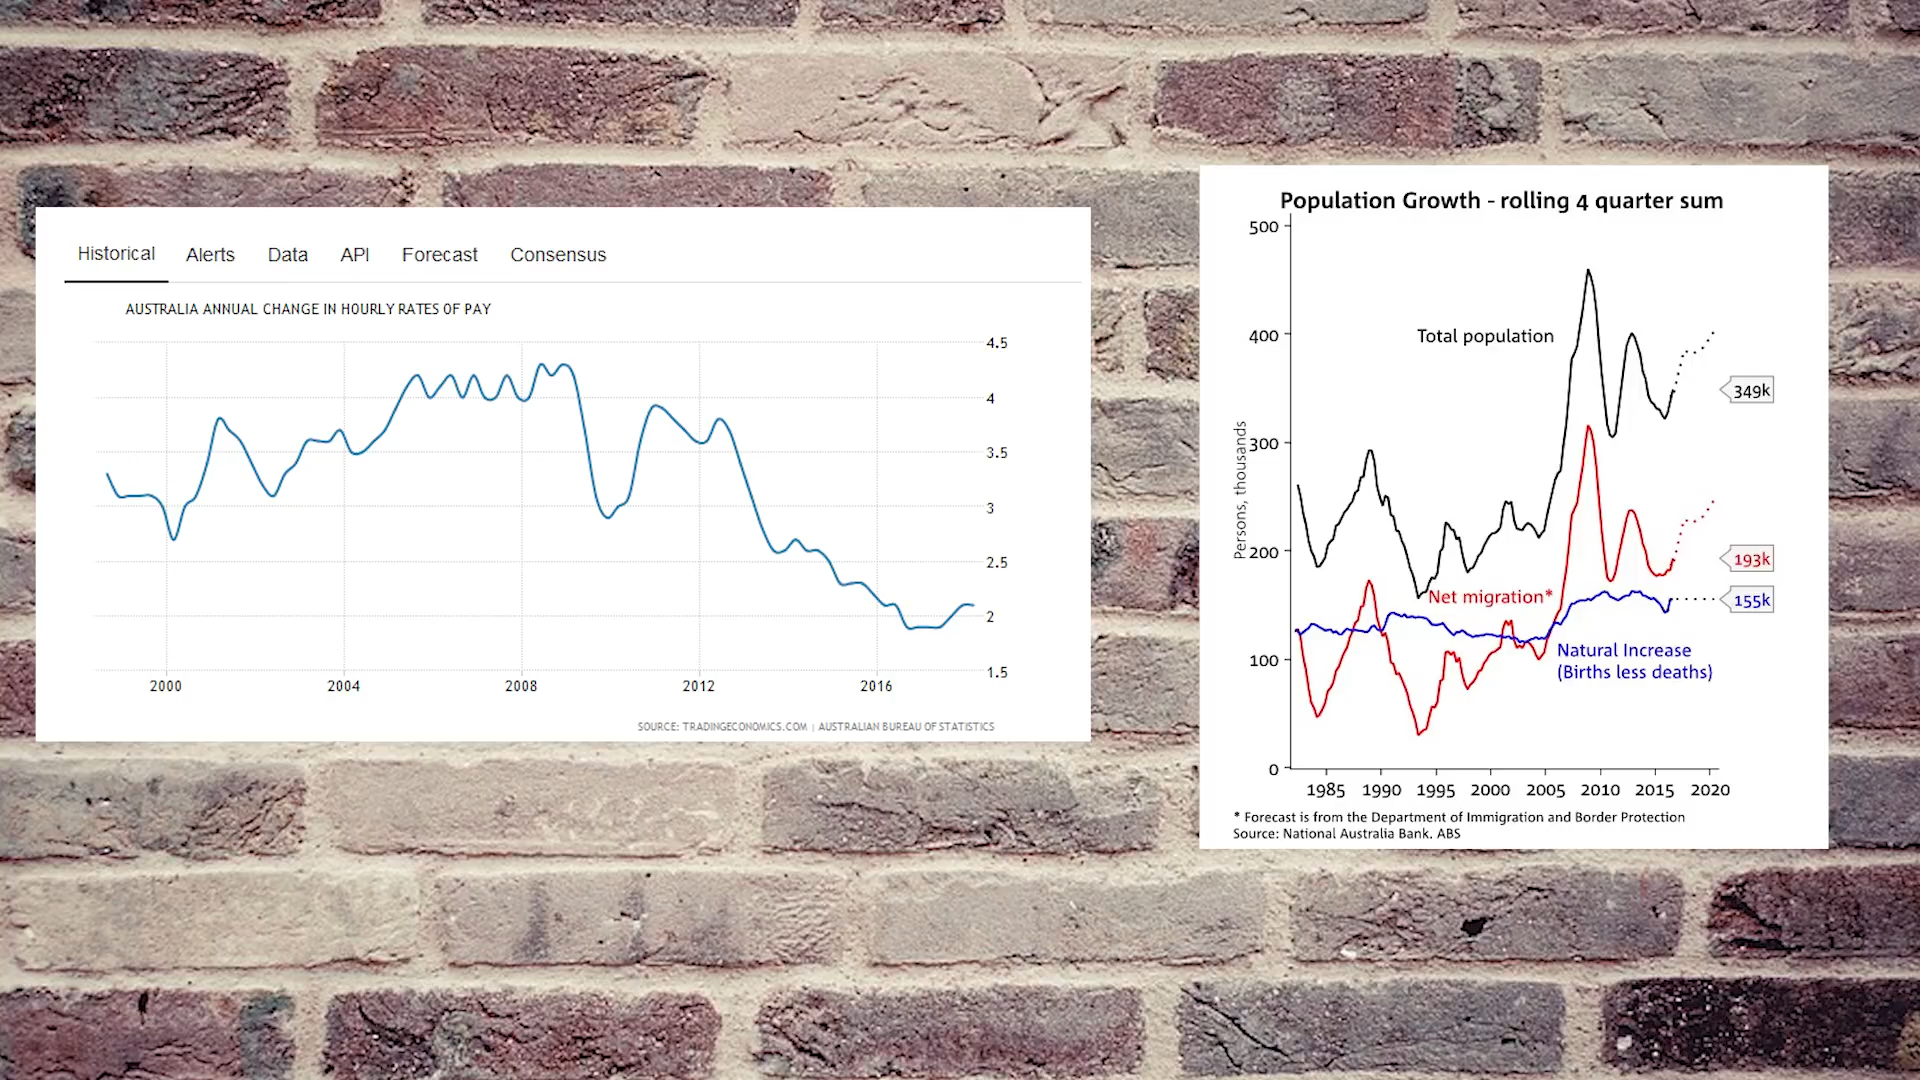 Historical Alerts Data API Forecast Consensus
AUSTRALIA ANNUAL CHANGE IN HOURLY RATES OF PAY
4.5
4
3.5
3
2.5
2
1.5
2000 2004 2008 2012 2016
SOURCE: TRADINGECONOMICS.COM | AUSTRALIAN BUREAU OF STATISTICS
Population Growth - rolling 4 quarter sum
Persons, thousands
500
400
300
200
100
0
Total population
349k
193k
Net migration*
155k
Natural Increase
(Births less deaths)
1985 1990 1995 2000 2005 2010 2015 2020
* Forecast is from the Department of Immigration and Border Protection
Source: National Australia Bank. ABS